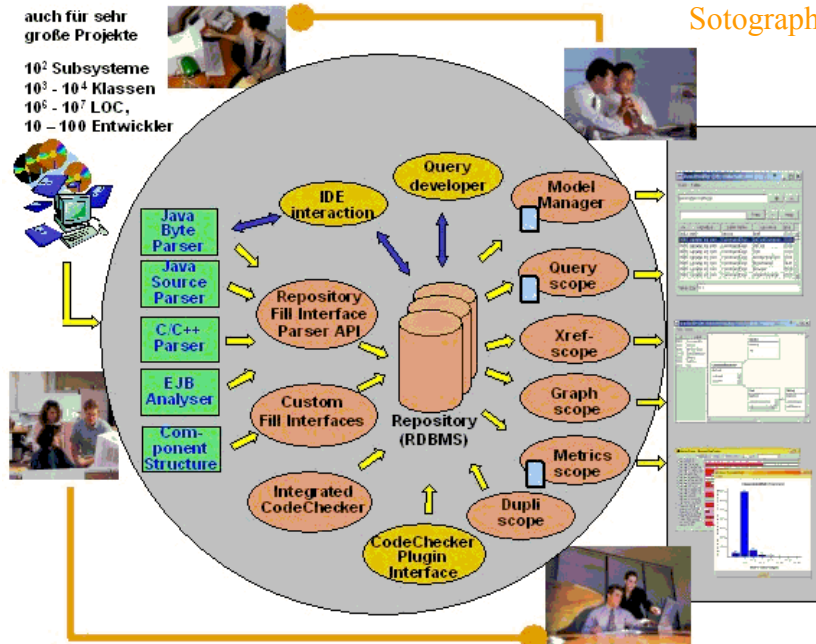 auch für sehr
große Projekte
10² Subsysteme
10³ - 10⁴ Klassen
10⁶ - 10⁷ LOC,
10 – 100 Entwickler
Sotograph
Java
Byte
Parser
Java
Source
Parser
C/C++
Parser
EJB
Analyser
Com-
ponent
Structure
IDE
interaction
Query
developer
Repository
Fill Interface
Parser API
Custom
Fill Interfaces
Integrated
CodeChecker
CodeChecker
Plugin
Interface
Repository
(RDBMS)
Model
Manager
Query
scope
Xref-
scope
Graph
scope
Metrics
scope
Dupli
scope